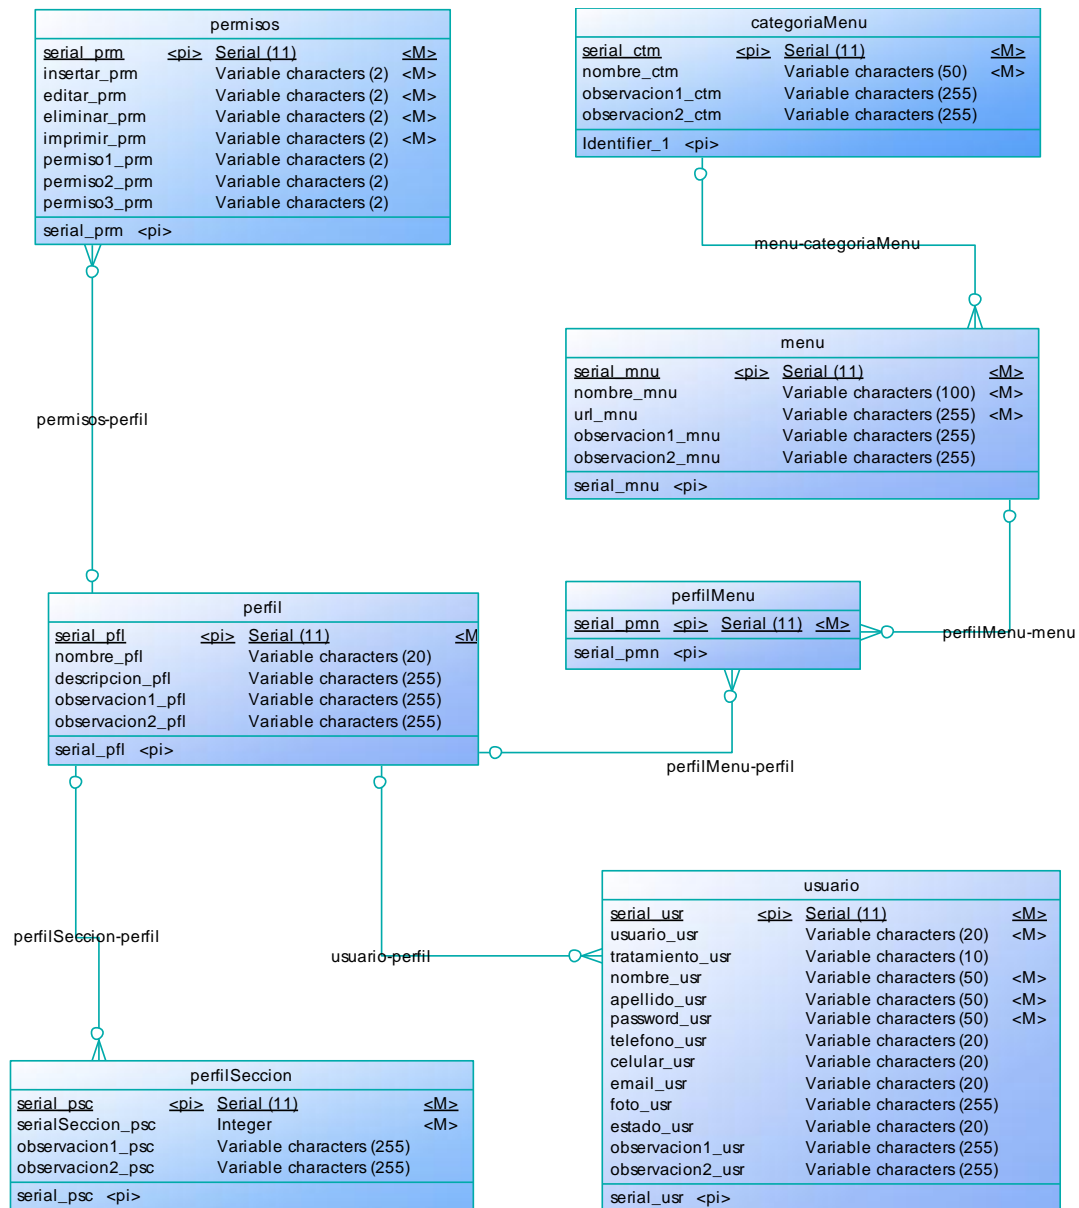 permisos
serial_prm <pi> Serial (11) <M>
insertar_prm Variable characters (2) <M>
editar_prm Variable characters (2) <M>
eliminar_prm Variable characters (2) <M>
imprimir_prm Variable characters (2) <M>
permiso1_prm Variable characters (2)
permiso2_prm Variable characters (2)
permiso3_prm Variable characters (2)
serial_prm <pi>
categoriaMenu
serial_ctm <pi> Serial (11) <M>
nombre_ctm Variable characters (50) <M>
observacion1_ctm Variable characters (255)
observacion2_ctm Variable characters (255)
Identifier_1 <pi>
menu-categoriaMenu
menu
serial_mnu <pi> Serial (11) <M>
nombre_mnu Variable characters (100) <M>
url_mnu Variable characters (255) <M>
observacion1_mnu Variable characters (255)
observacion2_mnu Variable characters (255)
serial_mnu <pi>
permisos-perfil
perfil
serial_pfl <pi> Serial (11) <M
nombre_pfl Variable characters (20)
descripcion_pfl Variable characters (255)
observacion1_pfl Variable characters (255)
observacion2_pfl Variable characters (255)
serial_pfl <pi>
perfilMenu
serial_pmn <pi> Serial (11) <M>
serial_pmn <pi>
perfilMenu-menu
perfilMenu-perfil
perfilSeccion-perfil
usuario-perfil
usuario
serial_usr <pi> Serial (11) <M>
usuario_usr Variable characters (20) <M>
tratamiento_usr Variable characters (10)
nombre_usr Variable characters (50) <M>
apellido_usr Variable characters (50) <M>
password_usr Variable characters (50) <M>
telefono_usr Variable characters (20)
celular_usr Variable characters (20)
email_usr Variable characters (20)
foto_usr Variable characters (255)
estado_usr Variable characters (20)
observacion1_usr Variable characters (255)
observacion2_usr Variable characters (255)
serial_usr <pi>
perfilSeccion
serial_psc <pi> Serial (11) <M>
serialSeccion_psc Integer <M>
observacion1_psc Variable characters (255)
observacion2_psc Variable characters (255)
serial_psc <pi>